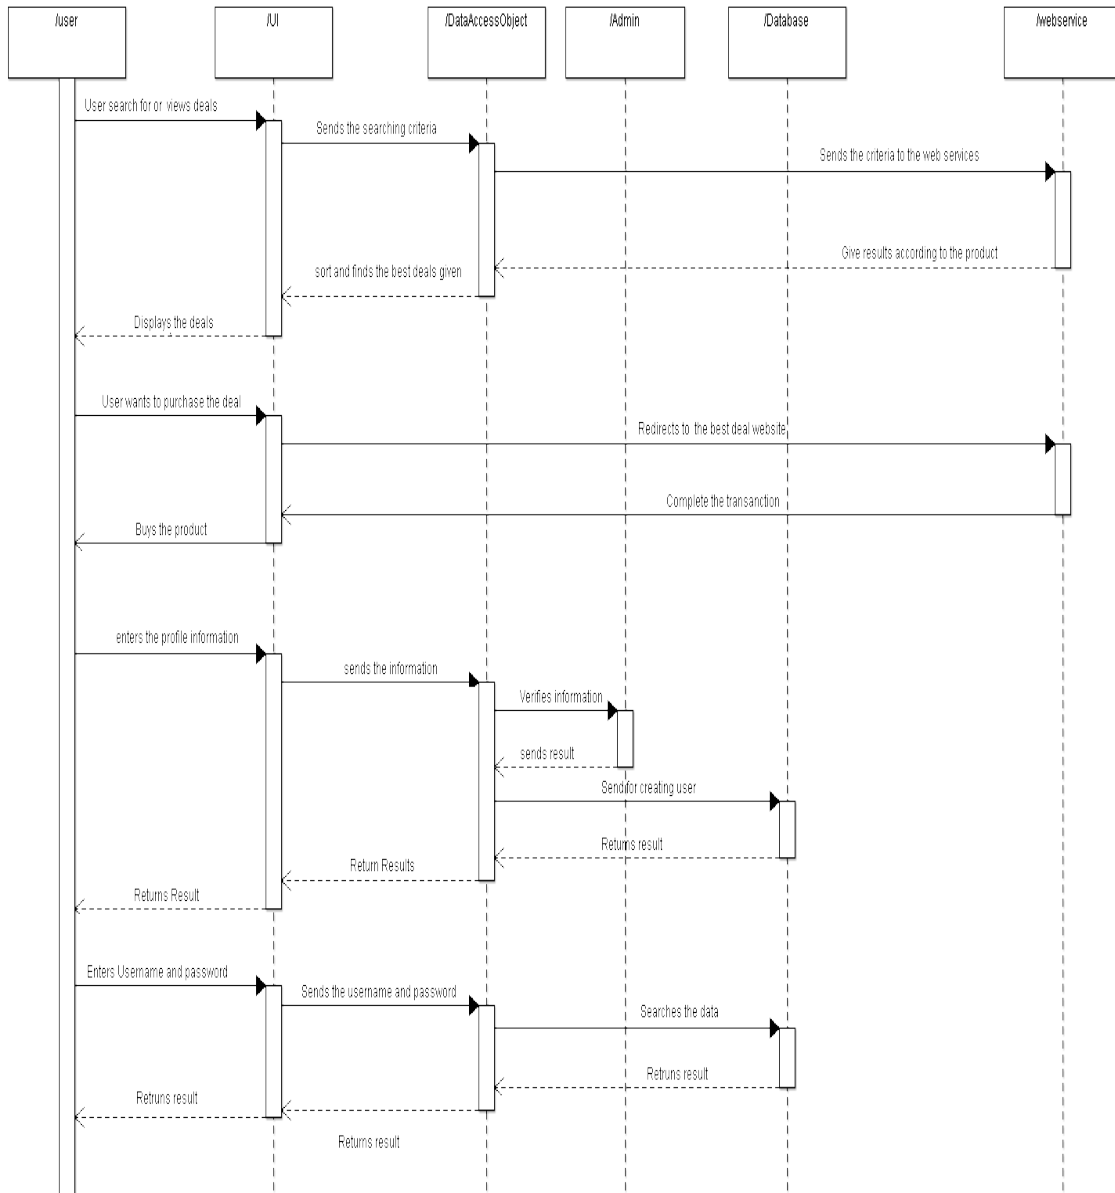 /user
/UI
/DataAccessObject
/Admin
/Database
/webservice
User search for or views deals
Sends the searching criteria
Sends the criteria to the web services
Give results according to the product
sort and finds the best deals given
Displays the deals
User wants to purchase the deal
Redirects to the best deal website
Complete the transanction
Buys the product
enters the profile information
sends the information
Verifies information
sends result
Send for creating user
Returns result
Return Results
Returns Result
Enters Username and password
Sends the username and password
Searches the data
Retruns result
Retruns result
Returns result